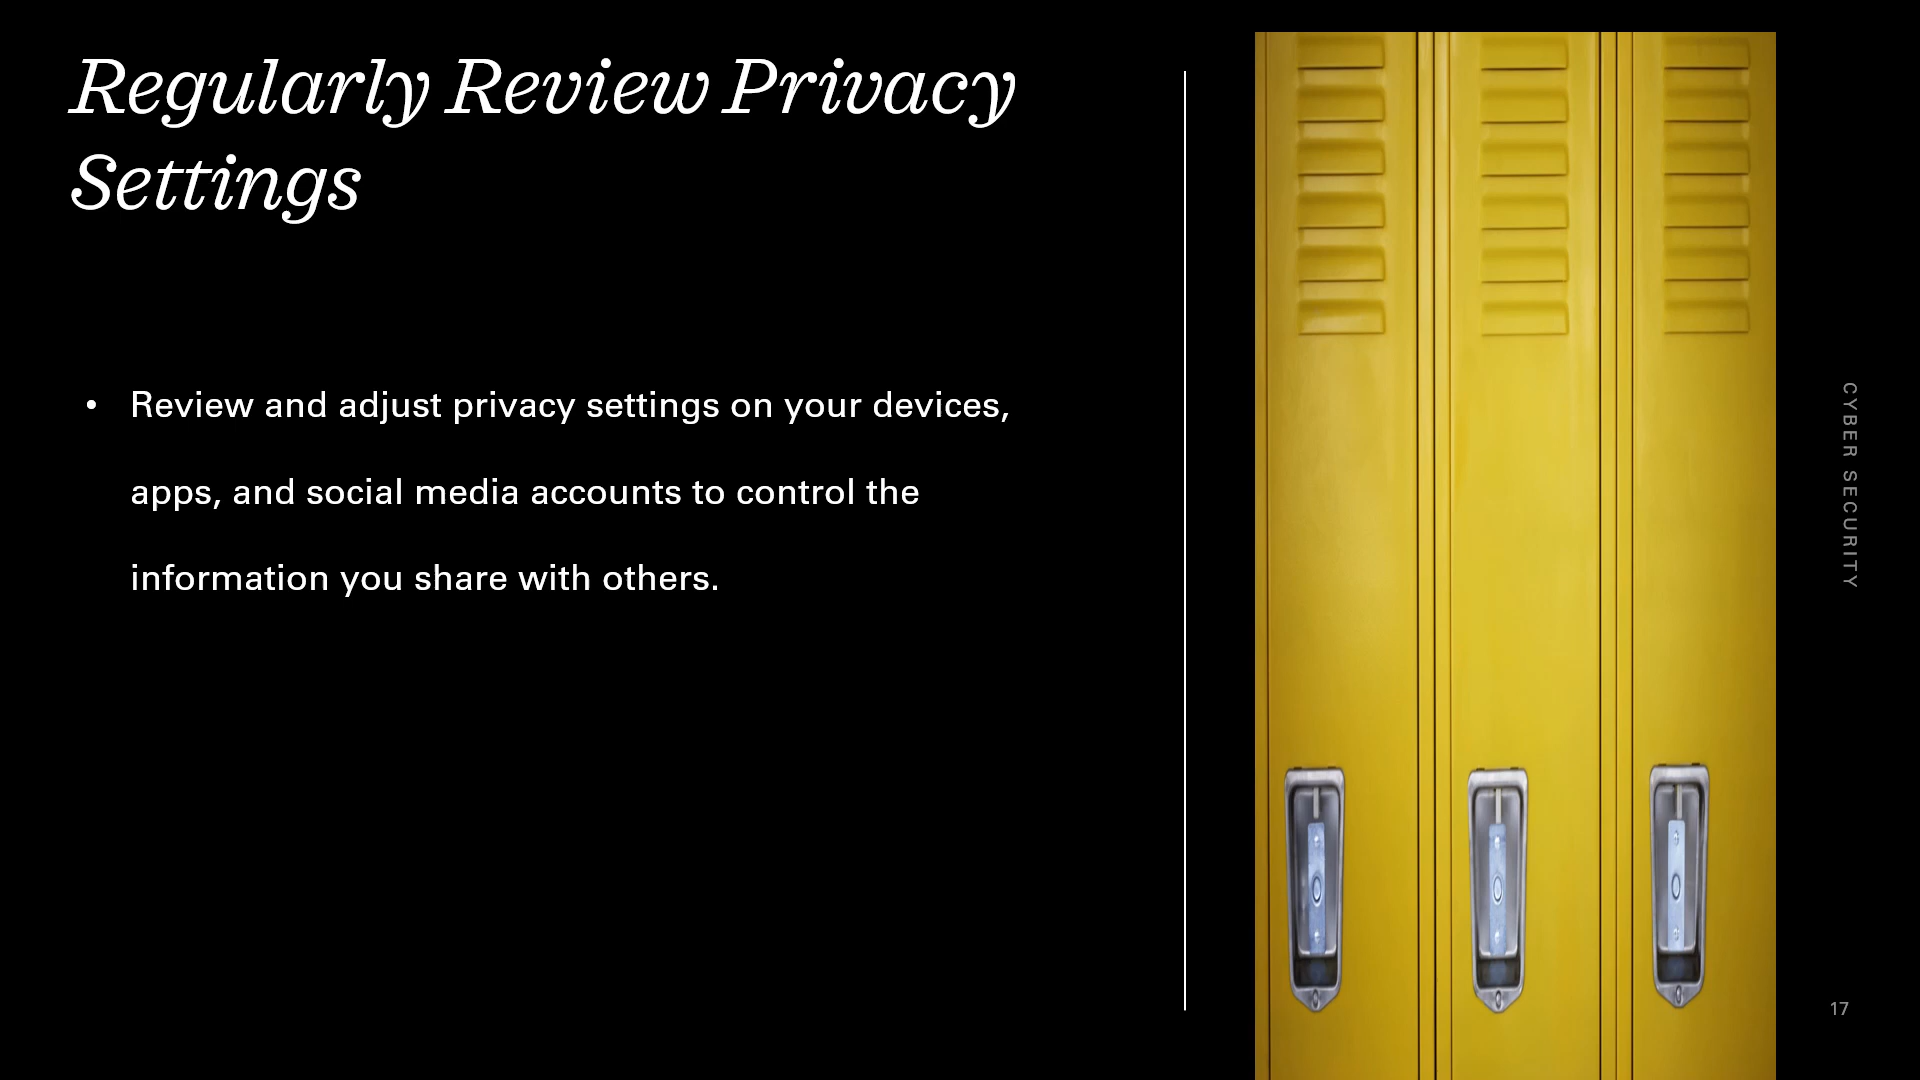 Regularly Review Privacy
Settings
• Review and adjust privacy settings on your devices,
apps, and social media accounts to control the
information you share with others.
CYBER SECURITY
17